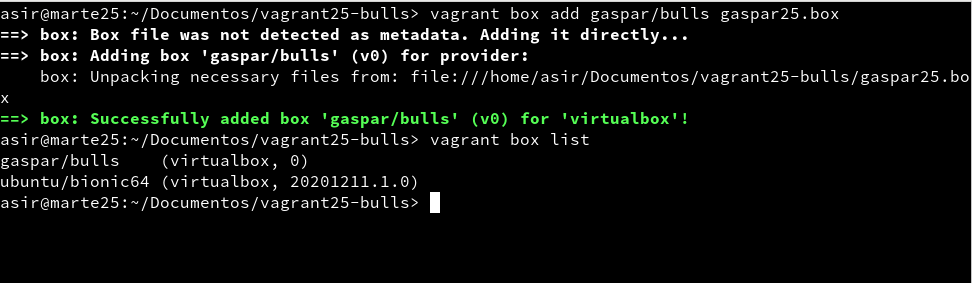 asir@marte25:~/Documentos/vagrant25-bulls> vagrant box add gaspar/bulls gaspar25.box
==> box: Box file was not detected as metadata. Adding it directly...
==> box: Adding box 'gaspar/bulls' (v0) for provider:
    box: Unpacking necessary files from: file:///home/asir/Documentos/vagrant25-bulls/gaspar25.bo
x
==> box: Successfully added box 'gaspar/bulls' (v0) for 'virtualbox'!
asir@marte25:~/Documentos/vagrant25-bulls> vagrant box list
gaspar/bulls    (virtualbox, 0)
ubuntu/bionic64 (virtualbox, 20201211.1.0)
asir@marte25:~/Documentos/vagrant25-bulls>